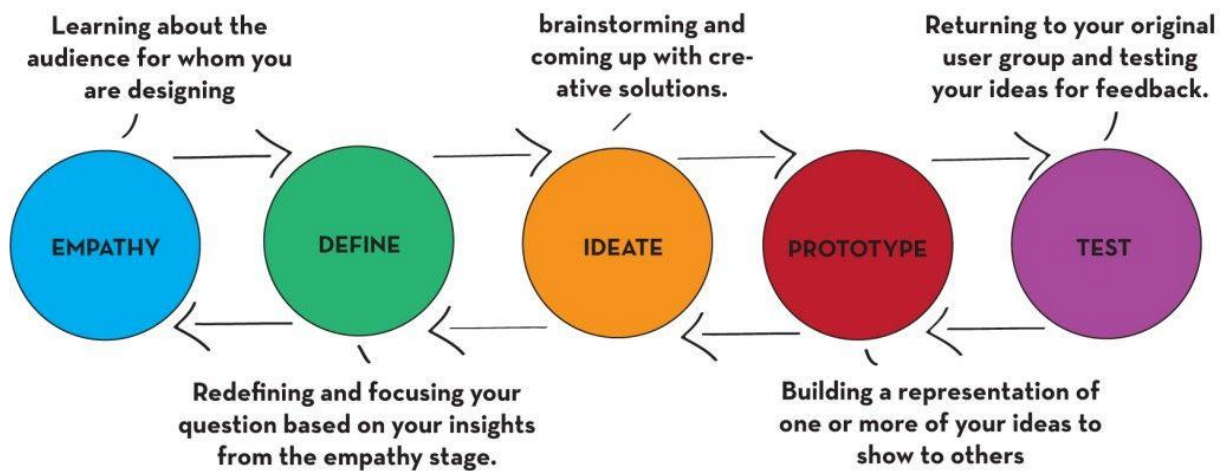 Learning about the
audience for whom you
are designing
brainstorming and
coming up with cre-
ative solutions.
Returning to your original
user group and testing
your ideas for feedback.
EMPATHY
DEFINE
IDEATE
PROTOTYPE
TEST
Redefining and focusing your
question based on your insights
from the empathy stage.
Building a representation of
one or more of your ideas to
show to others